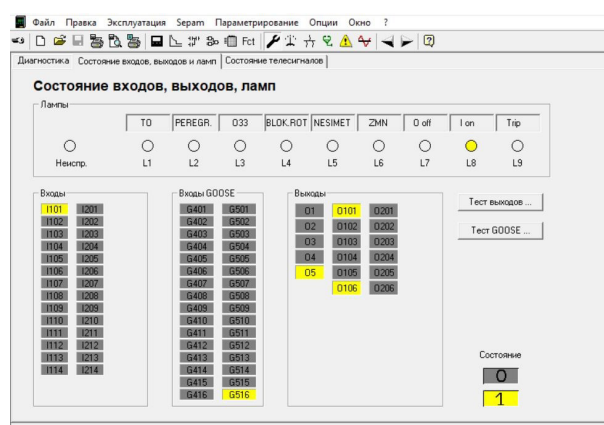 Файл Правка Эксплуатация Sepam Параметрирование Опции Окно ?
Fct
Диагностика Состояние входов, выходов и ламп Состояние телесигналов
Состояние входов, выходов, ламп
Лампы
TO PEREGR. O33 BLOK.ROT NESIMET ZMN O off I on Trip
Неиспр. L1 L2 L3 L4 L5 L6 L7 L8 L9
Входы Входы GOOSE Выходы
I101 I201 G401 G501 O1 O101 O201 Тест выходов ...
I102 I202 G402 G502 O2 O102 O202
I103 I203 G403 G503 O3 O103 O203 Тест GOOSE ...
I104 I204 G404 G504 O4 O104 O204
I105 I205 G405 G505 O5 O105 O205
I106 I206 G406 G506 O106 O206
I107 I207 G407 G507
I108 I208 G408 G508
I109 I209 G409 G509
I110 I210 G410 G510
I111 I211 G411 G511
I112 I212 G412 G512
I113 I213 G413 G513 Состояние
I114 I214 G414 G514 0
G415 G515
G416 G516 1